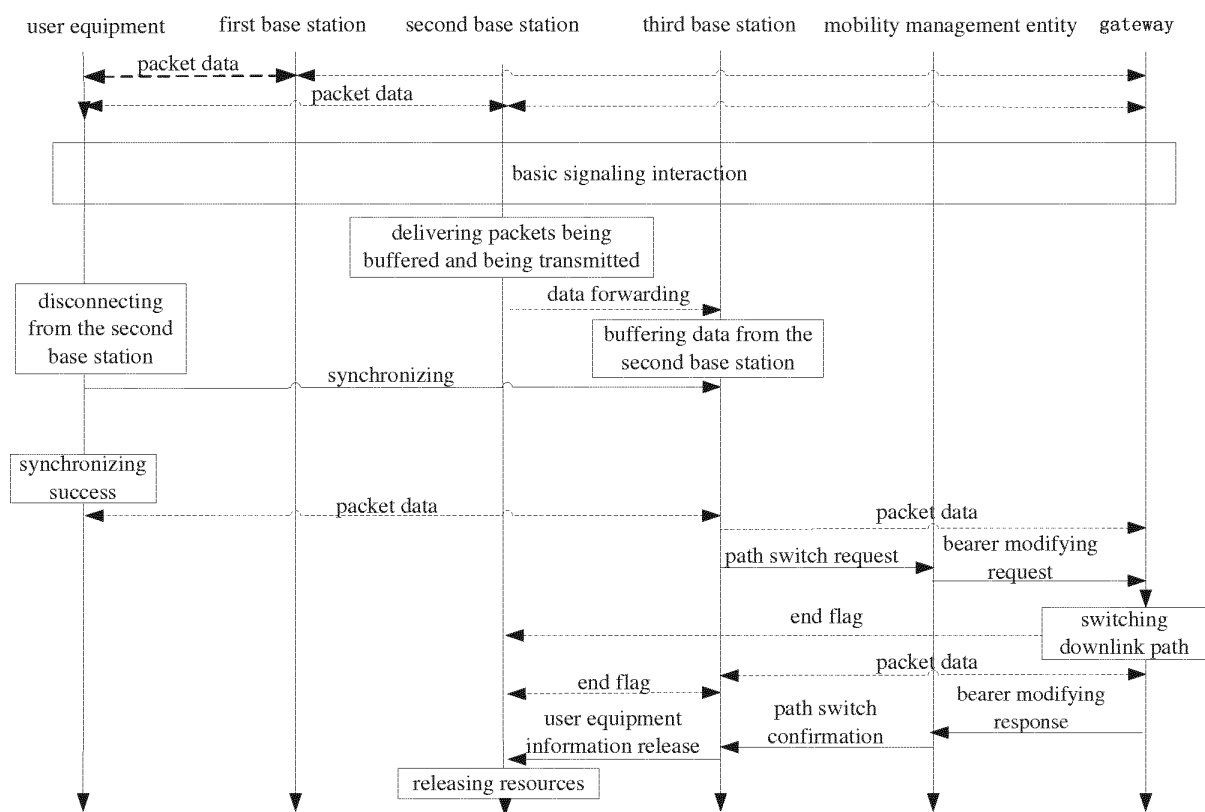 user equipment
first base station
second base station
third base station
mobility management entity
gateway
packet data
packet data
basic signaling interaction
delivering packets being
buffered and being transmitted
disconnecting
from the second
base station
data forwarding
buffering data from the
second base station
synchronizing
synchronizing
success
packet data
packet data
path switch request
bearer modifying
request
switching
downlink path
end flag
packet data
end flag
bearer modifying
response
path switch
confirmation
user equipment
information release
releasing resources